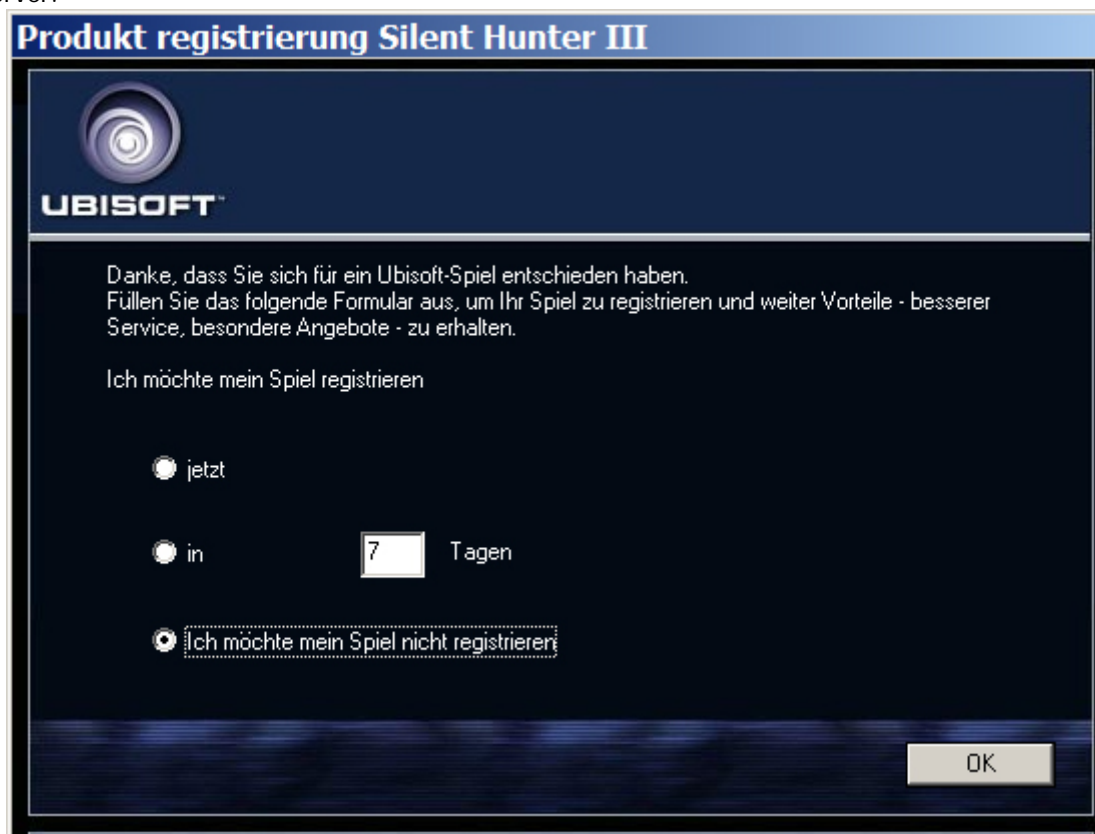 Produkt registrierung Silent Hunter III
UBISOFT™
Danke, dass Sie sich für ein Ubisoft-Spiel entschieden haben.
Füllen Sie das folgende Formular aus, um Ihr Spiel zu registrieren und weiter Vorteile - besserer
Service, besondere Angebote - zu erhalten.
Ich möchte mein Spiel registrieren
jetzt
in 7 Tagen
Ich möchte mein Spiel nicht registrieren
OK